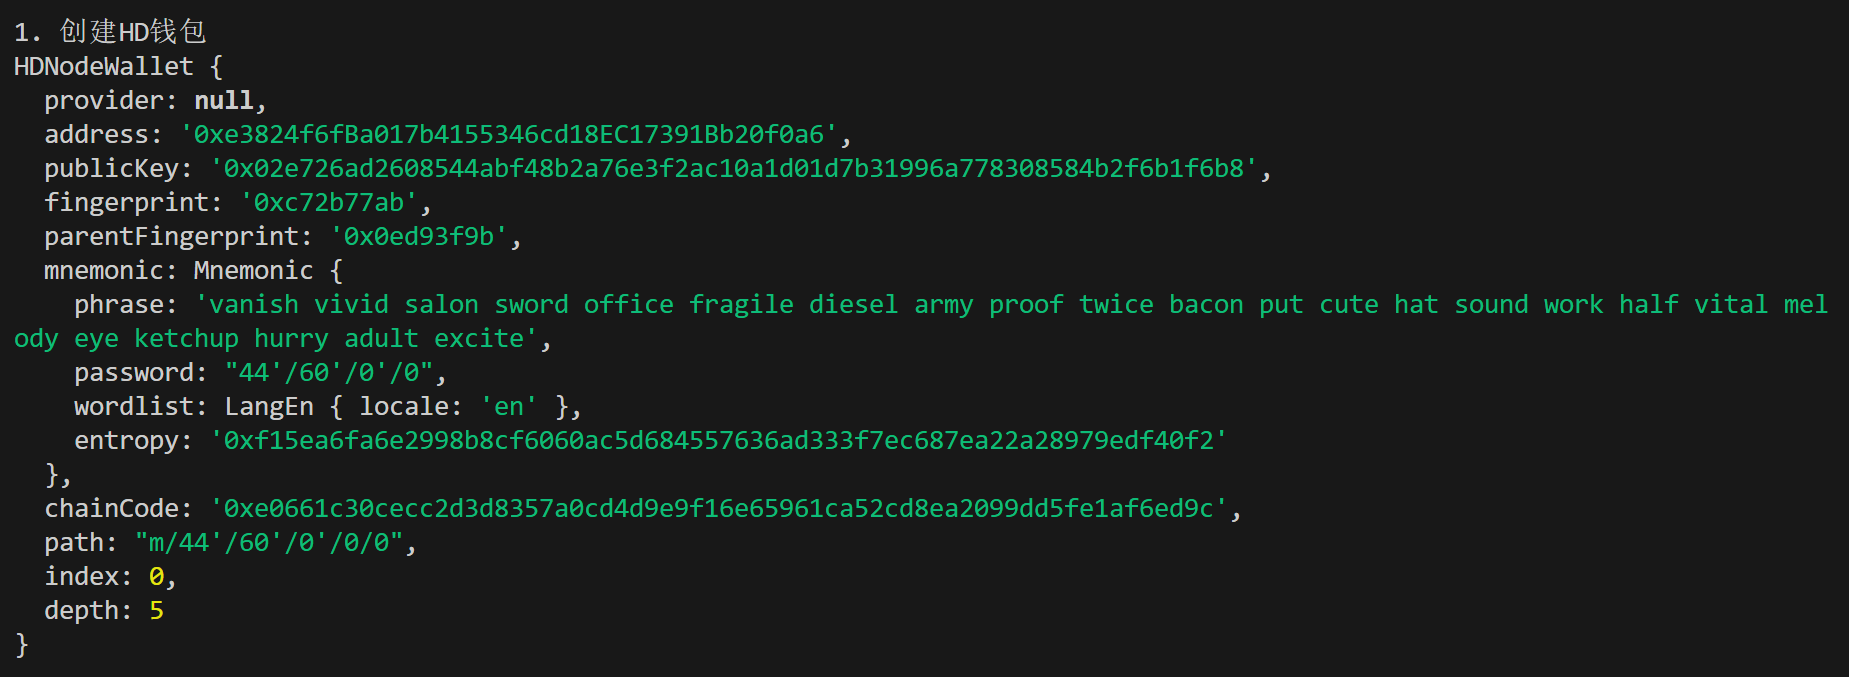 1. 创建HD钱包
HDNodeWallet {
  provider: null,
  address: '0xe3824f6fBa017b4155346cd18EC17391Bb20f0a6',
  publicKey: '0x02e726ad2608544abf48b2a76e3f2ac10a1d01d7b31996a778308584b2f6b1f6b8',
  fingerprint: '0xc72b77ab',
  parentFingerprint: '0x0ed93f9b',
  mnemonic: Mnemonic {
    phrase: 'vanish vivid salon sword office fragile diesel army proof twice bacon put cute hat sound work half vital mel
ody eye ketchup hurry adult excite',
    password: "44'/60'/0'/0",
    wordlist: LangEn { locale: 'en' },
    entropy: '0xf15ea6fa6e2998b8cf6060ac5d684557636ad333f7ec687ea22a28979edf40f2'
  },
  chainCode: '0xe0661c30cecc2d3d8357a0cd4d9e9f16e65961ca52cd8ea2099dd5fe1af6ed9c',
  path: "m/44'/60'/0'/0/0",
  index: 0,
  depth: 5
}